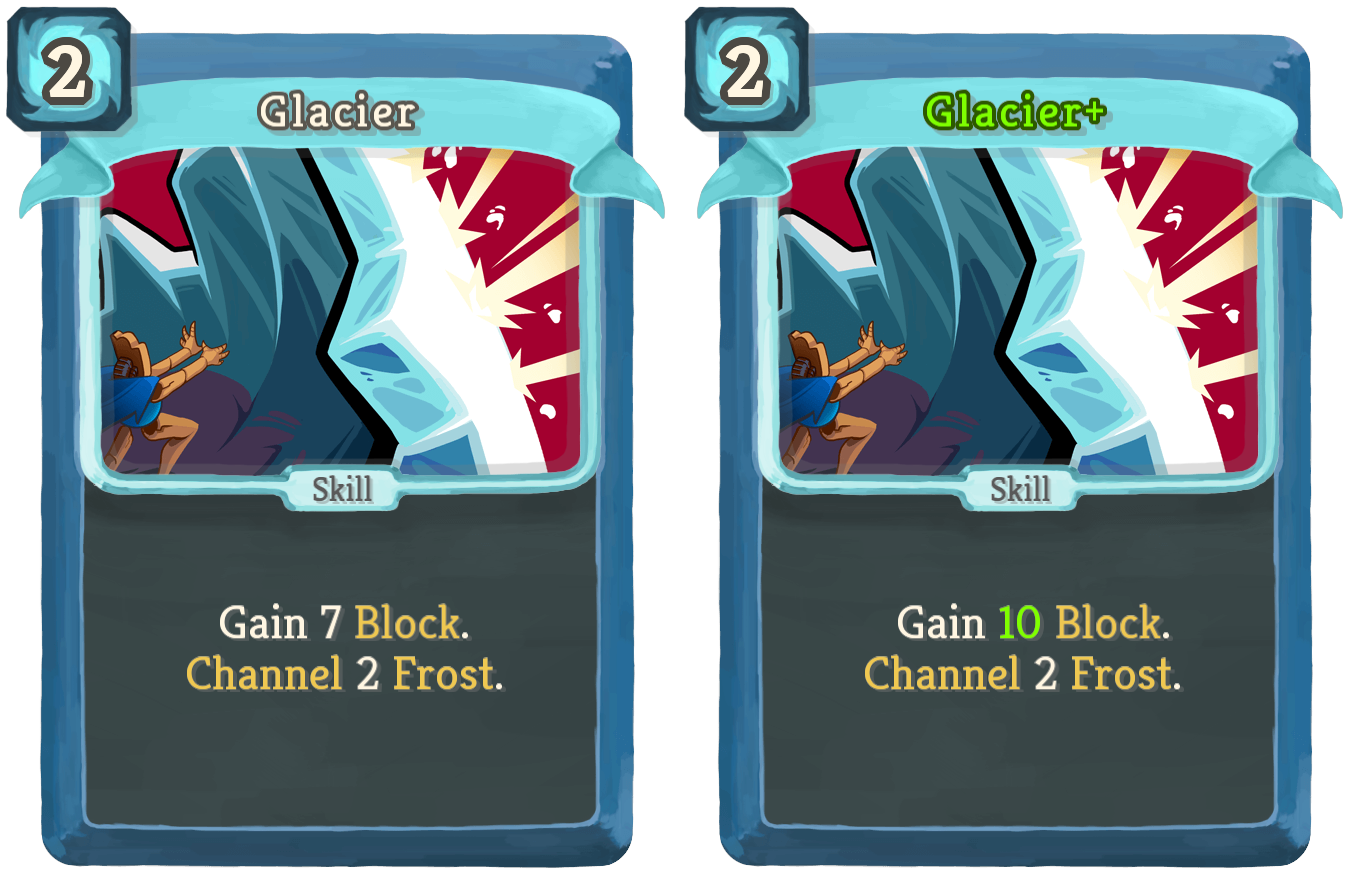 2
Glacier
Skill
Gain 7 Block.
Channel 2 Frost.
2
Glacier+
Skill
Gain 10 Block.
Channel 2 Frost.